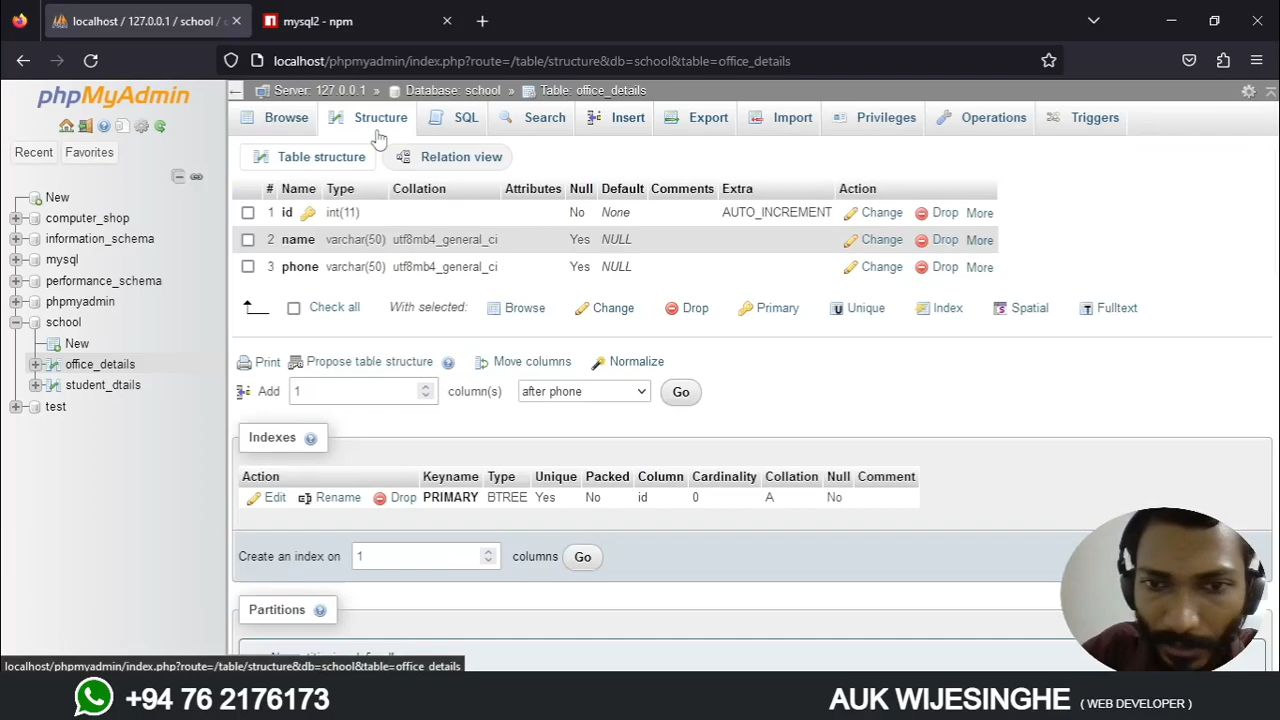 localhost / 127.0.0.1 / school /
mysql2 - npm
localhost/phpmyadmin/index.php?route=/table/structure&db=school&table=office_details
phpMyAdmin
Server: 127.0.0.1 » Database: school » Table: office_details
Browse Structure SQL Search Insert Export Import Privileges Operations Triggers
Recent Favorites
Table structure Relation view
New
computer_shop
information_schema
mysql
performance_schema
phpmyadmin
school
New
office_details
student_dtails
test
# Name Type Collation Attributes Null Default Comments Extra Action
1 id int(11) No None AUTO_INCREMENT Change Drop More
2 name varchar(50) utf8mb4_general_ci Yes NULL Change Drop More
3 phone varchar(50) utf8mb4_general_ci Yes NULL Change Drop More
Check all With selected: Browse Change Drop Primary Unique Index Spatial Fulltext
Print Propose table structure Move columns Normalize
Add 1 column(s) after phone Go
Indexes
Action Keyname Type Unique Packed Column Cardinality Collation Null Comment
Edit Rename Drop PRIMARY BTREE Yes No id 0 A No
Create an index on 1 columns Go
Partitions
localhost/phpmyadmin/index.php?route=/table/structure&db=school&table=office_details
+94 76 2176173
AUK WIJESINGHE ( WEB DEVELOPER )